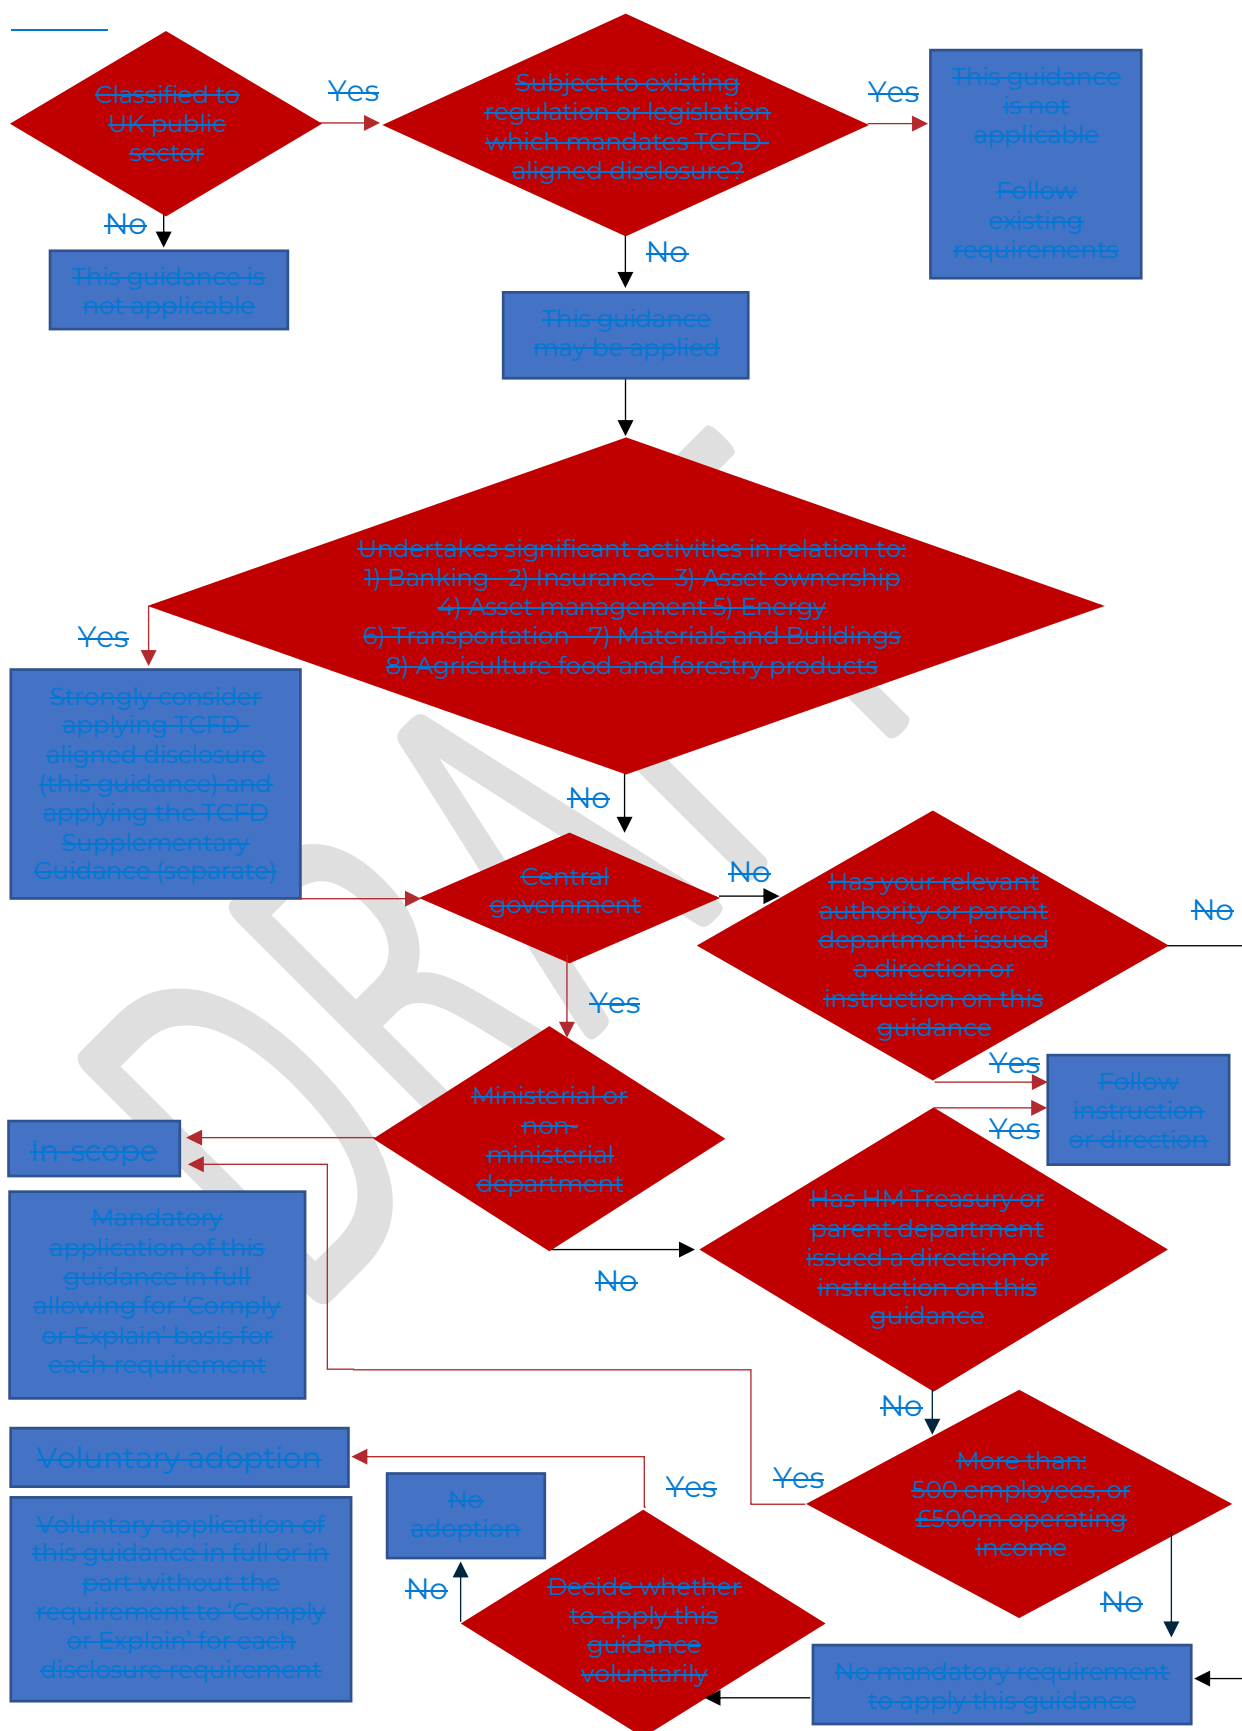 Classified to
UK public
sector
Yes
Subject to existing
regulation or legislation
which mandates TCFD-
aligned disclosure?
Yes
This guidance
is not
applicable
Follow
existing
requirements
No
This guidance is
not applicable
No
This guidance
may be applied
Undertakes significant activities in relation to:
1) Banking 2) Insurance 3) Asset ownership
4) Asset management 5) Energy
6) Transportation 7) Materials and Buildings
8) Agriculture food and forestry products
Yes
Strongly consider
applying TCFD-
aligned disclosure
(this guidance) and
applying the TCFD
Supplementary
Guidance (separate)
No
Central
government
No
Has your relevant
authority or parent
department issued
a direction or
instruction on this
guidance
No
Yes
Yes
Follow
instruction
or direction
Ministerial or
non-
ministerial
department
Yes
In-scope
Mandatory
application of this
guidance in full
allowing for ‘Comply
or Explain’ basis for
each requirement
No
Has HM Treasury or
parent department
issued a direction or
instruction on this
guidance
No
More than:
500 employees, or
£500m operating
income
Yes
Voluntary adoption
Voluntary application of
this guidance in full or in
part without the
requirement to ‘Comply
or Explain’ for each
disclosure requirement
No
adoption
Yes
No
Decide whether
to apply this
guidance
voluntarily
No
No mandatory requirement
to apply this guidance
DRAFT